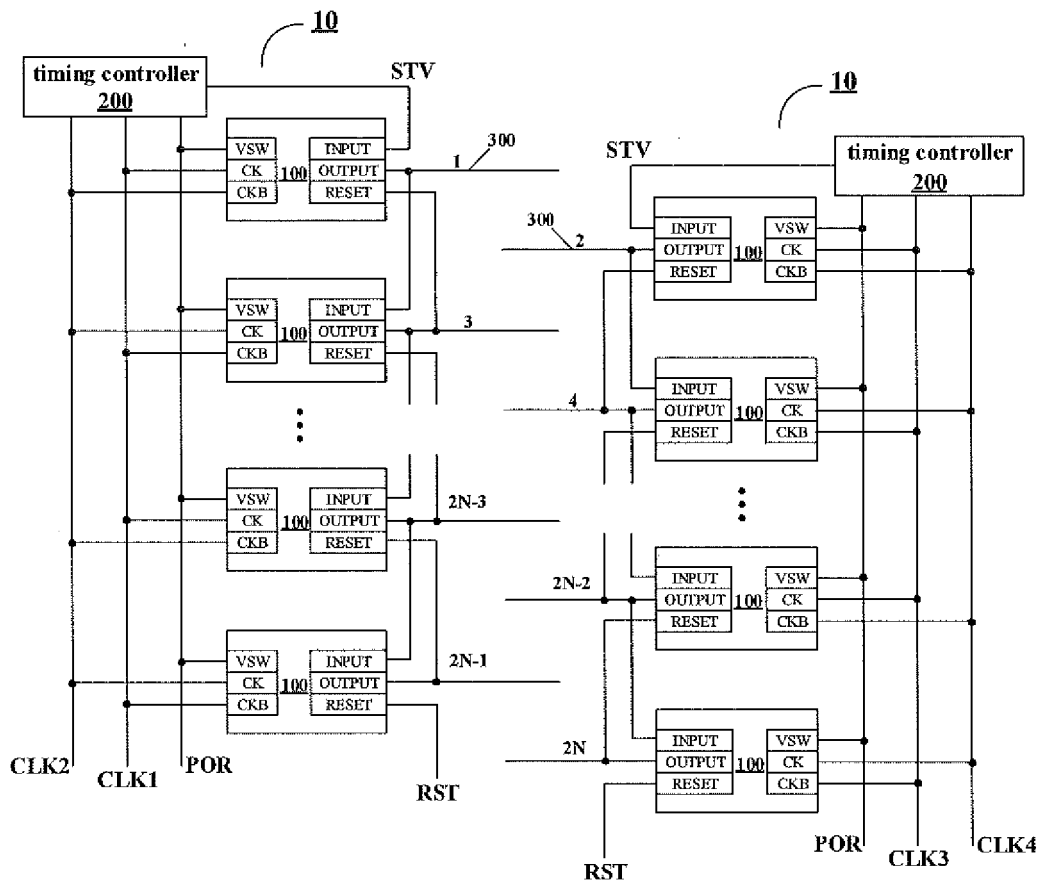 10
timing controller
200
STV
VSW
CK
CKB
100
INPUT
OUTPUT
RESET
1
300
VSW
CK
CKB
100
INPUT
OUTPUT
RESET
3
VSW
CK
CKB
100
INPUT
OUTPUT
RESET
2N-3
VSW
CK
CKB
100
INPUT
OUTPUT
RESET
2N-1
CLK2
CLK1
POR
RST
10
timing controller
200
STV
300
2
INPUT
OUTPUT
RESET
100
VSW
CK
CKB
4
INPUT
OUTPUT
RESET
100
VSW
CK
CKB
2N-2
INPUT
OUTPUT
RESET
100
VSW
CK
CKB
2N
INPUT
OUTPUT
RESET
100
VSW
CK
CKB
RST
POR
CLK3
CLK4